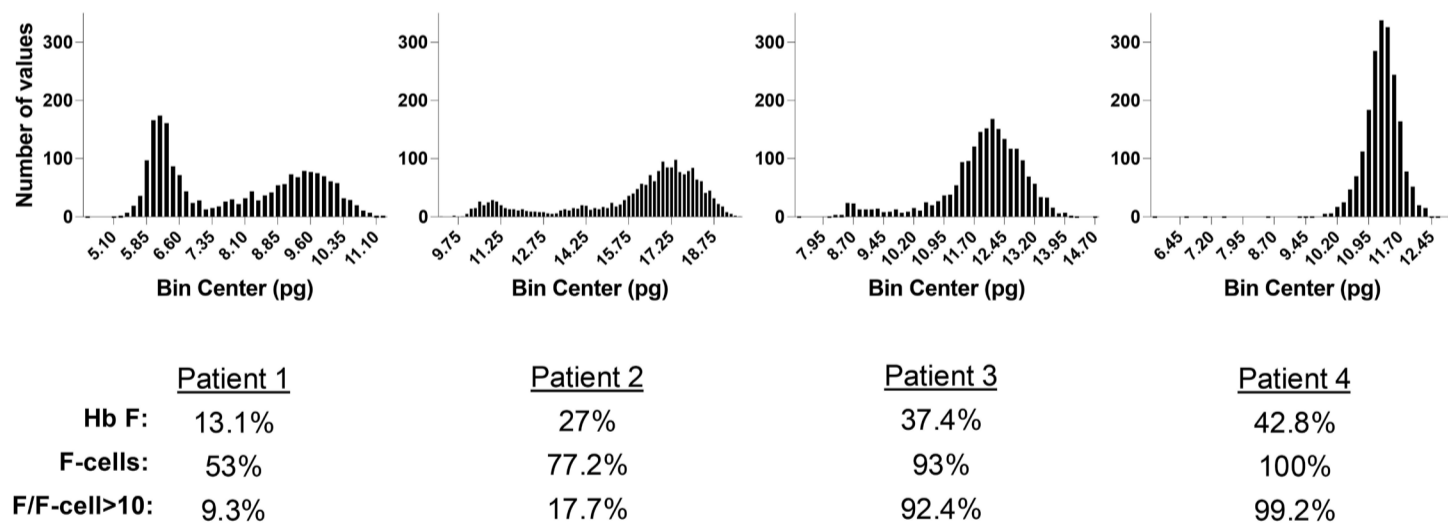 Number of values
300 300 300 300
200 200 200 200
100 100 100 100
0 0 0 0
5.10 5.85 6.60 7.35 8.10 8.85 9.60 10.35 11.10 9.75 11.25 12.75 14.25 15.75 17.25 18.75 7.95 8.70 9.45 10.20 10.95 11.70 12.45 13.20 13.95 14.70 6.45 7.20 7.95 8.70 9.45 10.20 10.95 11.70 12.45
Bin Center (pg) Bin Center (pg) Bin Center (pg) Bin Center (pg)
Patient 1 Patient 2 Patient 3 Patient 4
Hb F: 13.1% 27% 37.4% 42.8%
F-cells: 53% 77.2% 93% 100%
F/F-cell>10: 9.3% 17.7% 92.4% 99.2%